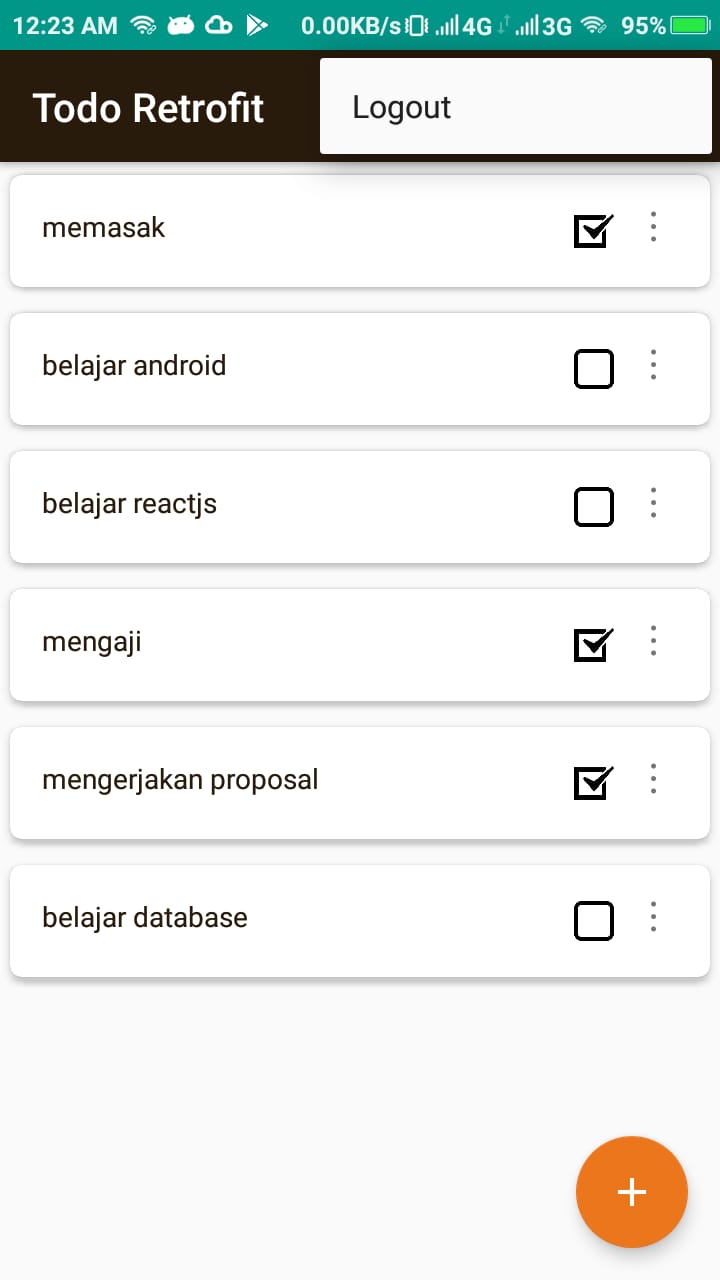 12:23 AM 0.00KB/s 4G 3G 95%
Todo Retrofit
Logout
memasak
belajar android
belajar reactjs
mengaji
mengerjakan proposal
belajar database